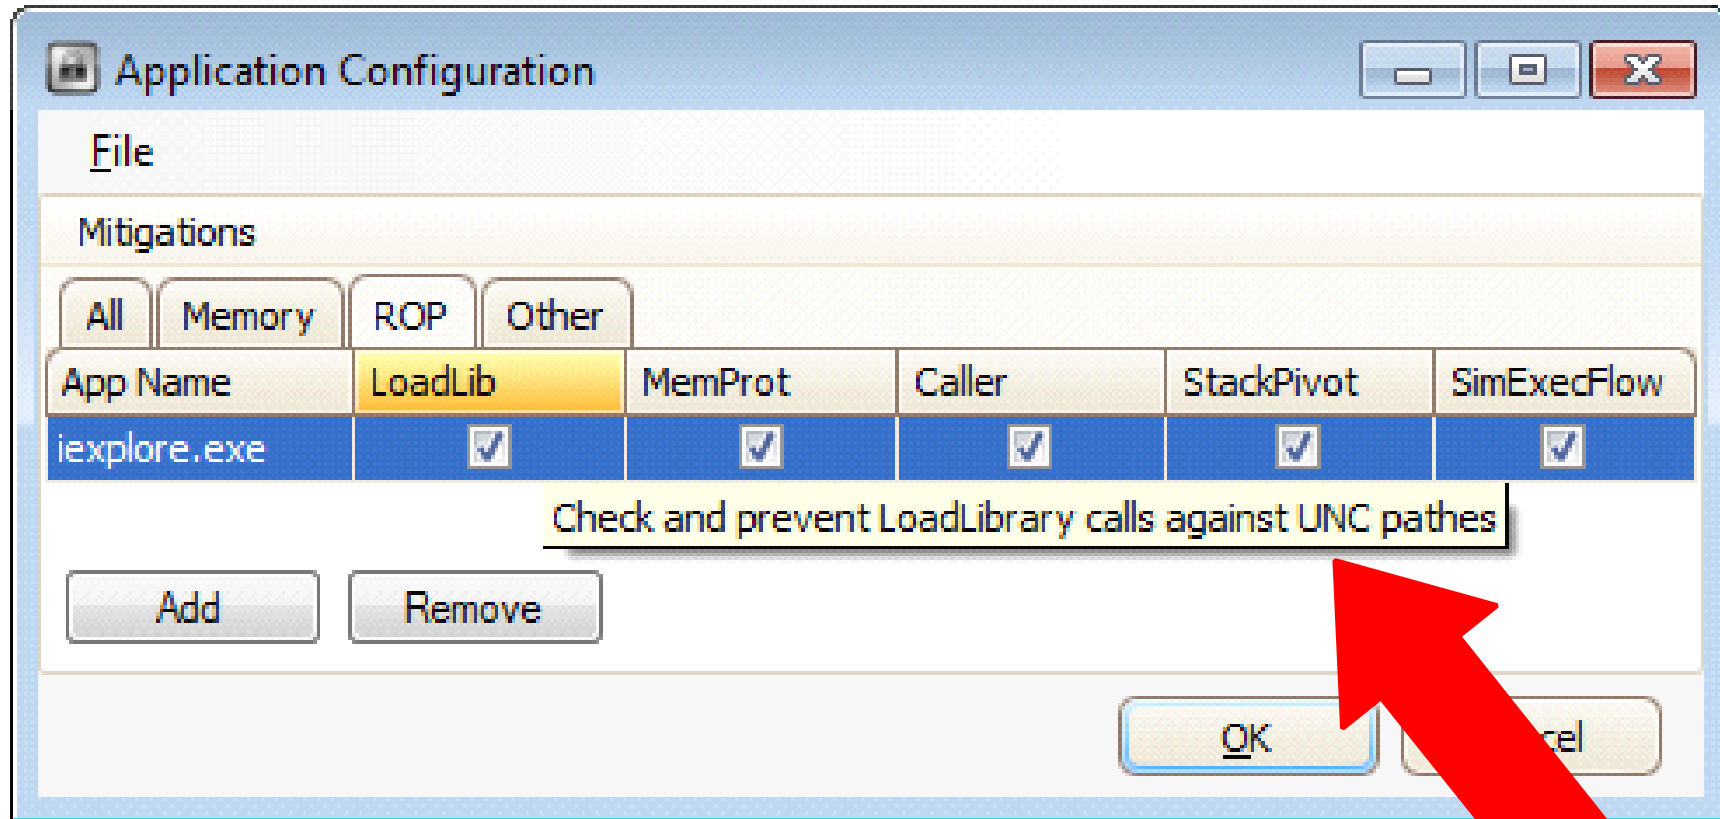 Application Configuration
File
Mitigations
All Memory ROP Other
App Name LoadLib MemProt Caller StackPivot SimExecFlow
iexplore.exe
Check and prevent LoadLibrary calls against UNC pathes
Add Remove
OK